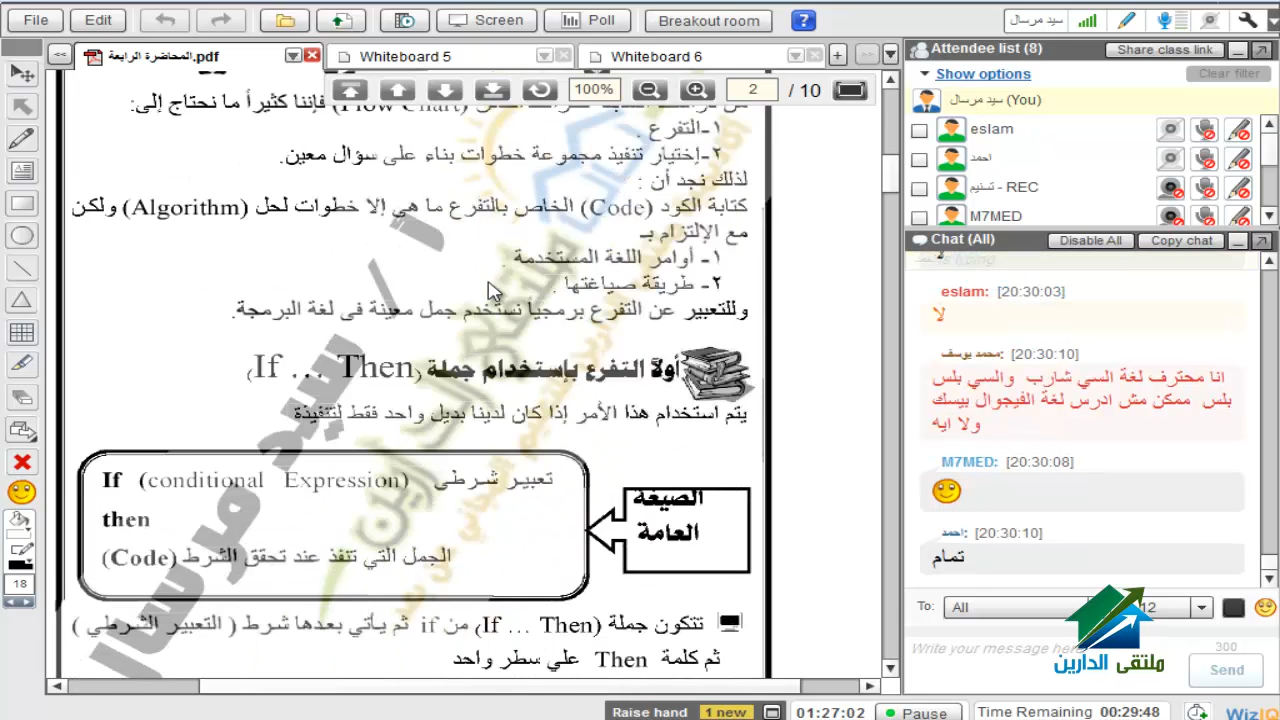 File
Edit
Screen
Poll
Breakout room
سيد مرسال
<<
المحاضرة الرابعة.pdf
Whiteboard 5
Whiteboard 6
+
>>
100%
2 / 10
(Flow Chart) فإننا كثيراً ما نحتاج إلى:
١- التفرع .
٢- إختيار تنفيذ مجموعة خطوات بناء على سؤال معين.
لذلك نجد أن :
كتابة الكود (Code) الخاص بالتفرع ما هى إلا خطوات لحل (Algorithm) ولكن
مع الإلتزام بـ
١- أوامر اللغة المستخدمة .
٢- طريقة صياغتها .
وللتعبير عن التفرع برمجياً نستخدم جمل معينة فى لغة البرمجة.
أولاً التفرع بإستخدام جملة (If … Then)
يتم استخدام هذا الأمر إذا كان لدينا بديل واحد فقط لتنفيذة
الصيغة
العامة
If (conditional Expression) تعبير شرطى
then
الجمل التي تنفذ عند تحقق الشرط (Code)
تتكون جملة (If … Then) من if ثم يأتي بعدها شرط ( التعبير الشرطي )
ثم كلمة Then علي سطر واحد
سيد مرسال
18
Attendee list (8)
Share class link
Show options
Clear filter
سيد مرسال (You)
eslam
احمد
تسنيم - REC
M7MED
Chat (All)
Disable All
Copy chat
eslam: [20:30:03]
لا
محمد يوسف: [20:30:10]
انا محترف لغة السي شارب والسي بلس
بلس ممكن مش ادرس لغة الفيجوال بيسك
ولا ايه
M7MED: [20:30:08]
احمد: [20:30:10]
تمام
To:
All
12
ملتقى الدارين
Write your message here
300
Send
Raise hand
1 new
01:27:02
Pause
Time Remaining
00:29:48
WizIQ